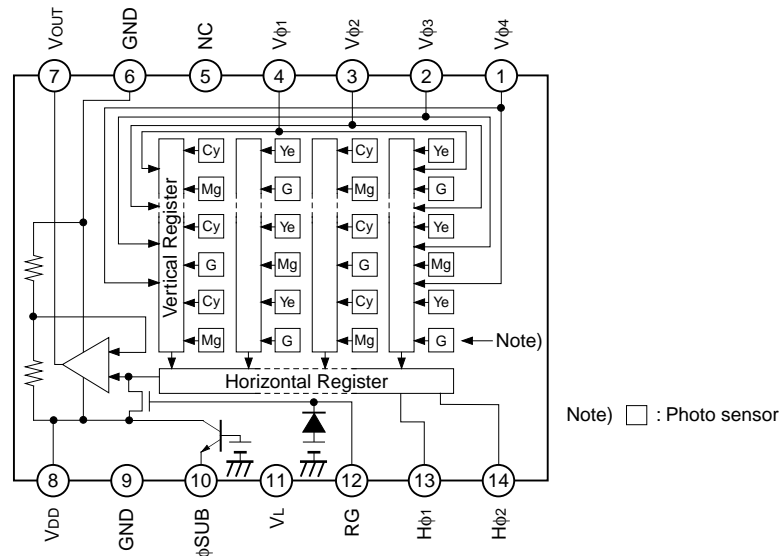 VOUT GND NC Vφ1 Vφ2 Vφ3 Vφ4
7 6 5 4 3 2 1
Cy Ye Cy Ye
Mg G Mg G
Cy Ye Cy Ye
G Mg G Mg
Cy Ye Cy Ye
Mg G Mg G
Vertical Register
Note)
Horizontal Register
Note) : Photo sensor
8 9 10 11 12 13 14
VDD GND φSUB VL RG Hφ1 Hφ2